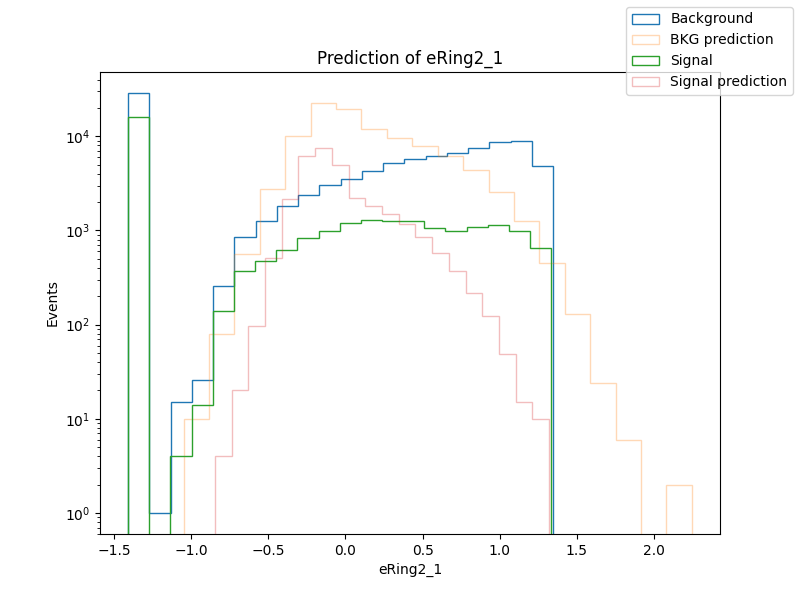 Background
BKG prediction
Signal
Signal prediction
Prediction of eRing2_1
Events
10⁴
10³
10²
10¹
10⁰
−1.5 −1.0 −0.5 0.0 0.5 1.0 1.5 2.0
eRing2_1